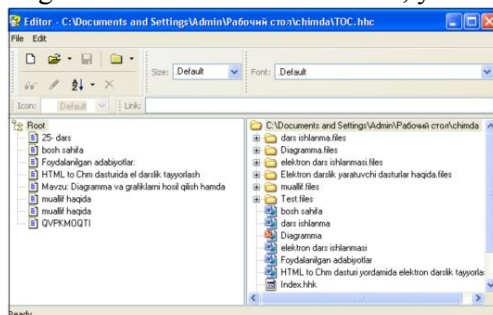 Editor - C:\Documents and Settings\Admin\Рабочий стол\chimda\TOC.hhc
File Edit
Size: Default Font: Default
Icon: Default Link:
Root
25- dars
bosh sahifa
Foydalanilgan adabiyotlar:
HTML to Chm dasturida el darslik tayyorlash
Mavzu: Diagramma va grafiklarni hosil qilish hamda
muallif haqida
muallif haqida
QVPKMOQTI
C:\Documents and Settings\Admin\Рабочий стол\chimda
dars ishlanma.files
Diagramma.files
elektron dars ishlanmasi.files
Elektron darslik yaratuvchi dasturlar haqida.files
muallif.files
Test.files
bosh sahifa
dars ishlanma
Diagramma
elektron dars ishlanmasi
Foydalanilgan adabiyotlar
HTML to Chm dasturi yordamida elektron darslik tayyorla
Index.hhk
Ready